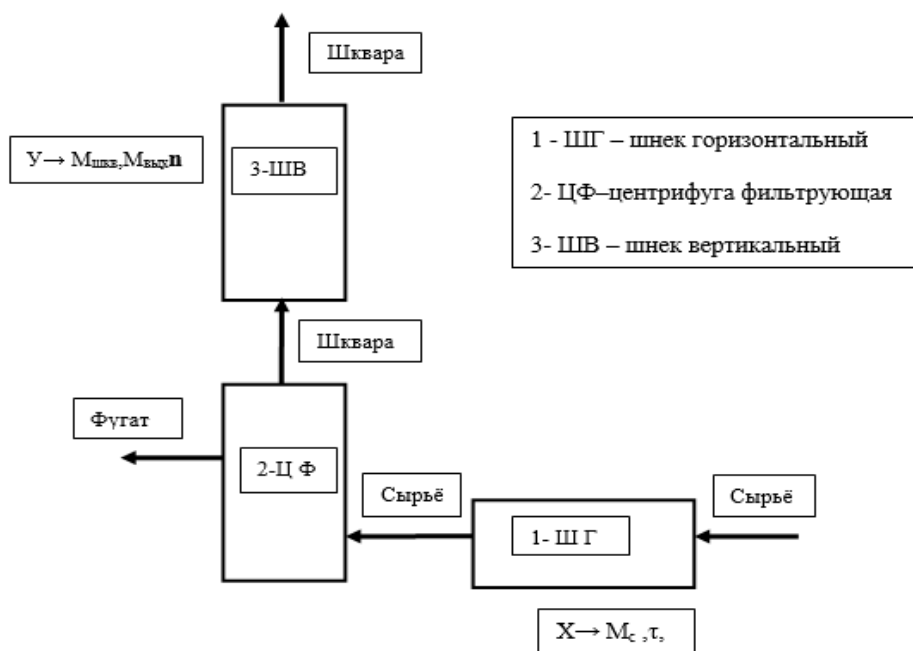 Шквара
У→ Мшкв,Мвыхn
3-ШВ
1 - ШГ – шнек горизонтальный
2- ЦФ–центрифуга фильтрующая
3- ШВ – шнек вертикальный
Шквара
Фугат
2-Ц Ф
Сырьё
Сырьё
1- Ш Г
X→ Мс ,τ,